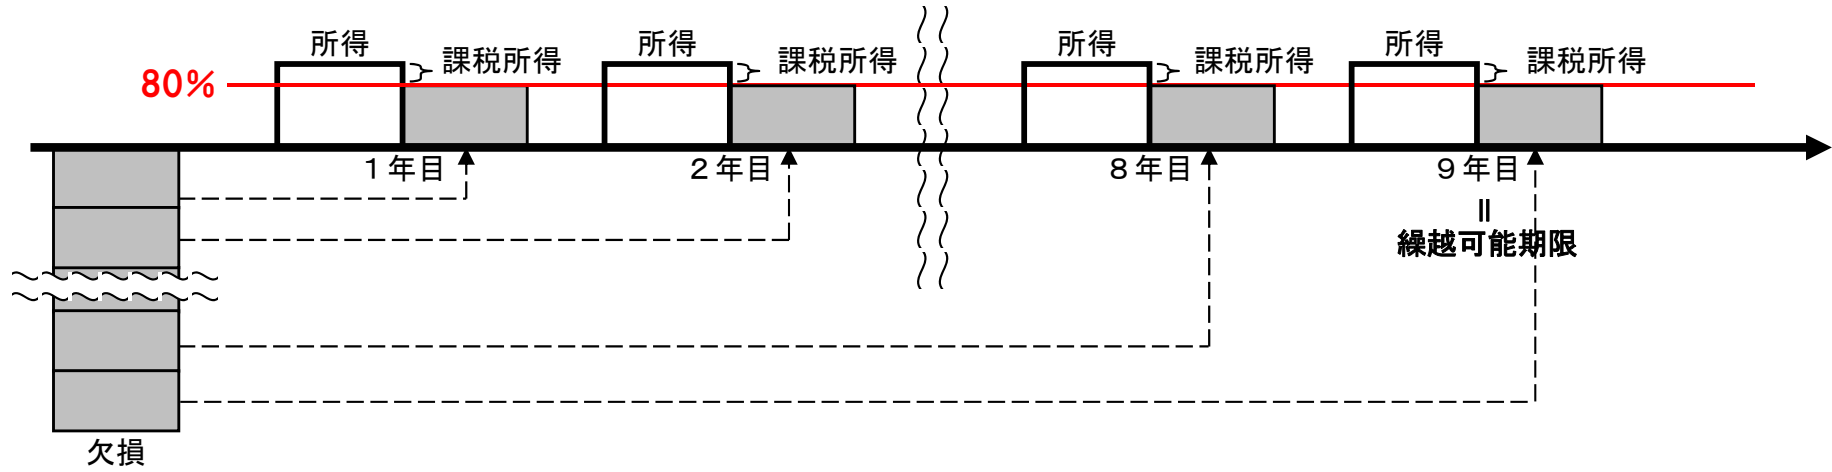 所得
課税所得
所得
課税所得
所得
課税所得
所得
課税所得
80%
1年目
2年目
8年目
9年目
||
繰越可能期限
欠損